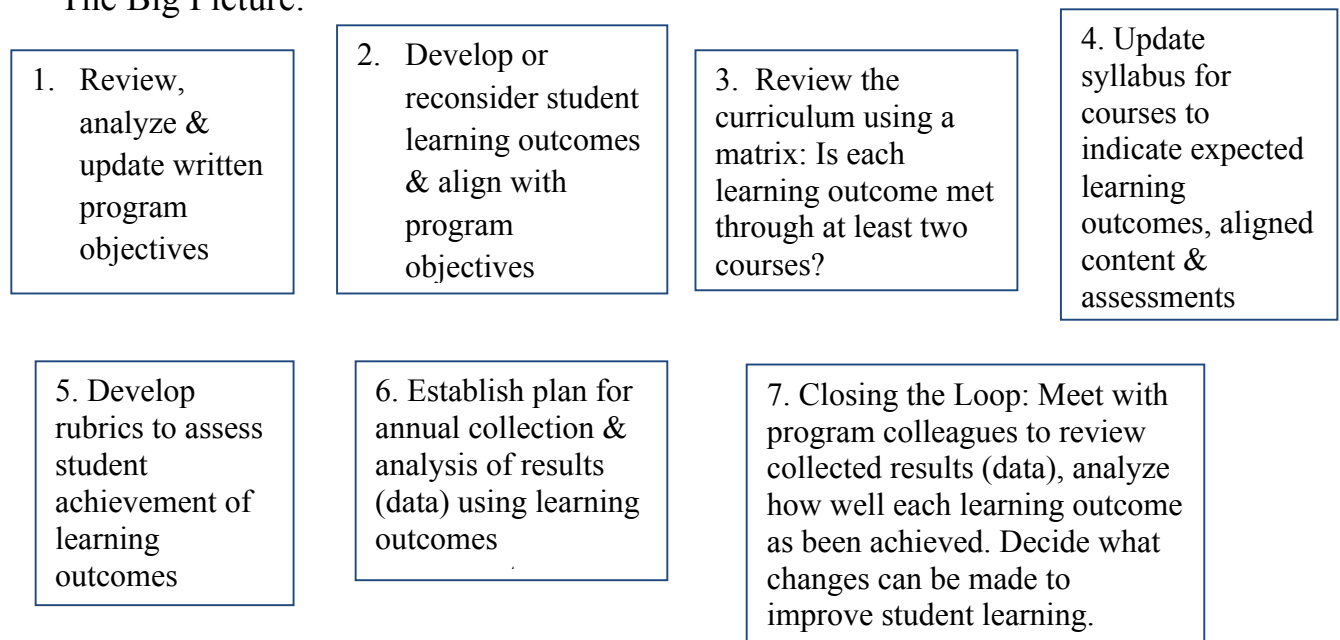 The Big Picture:
1. Review,
analyze &
update written
program
objectives
2. Develop or
reconsider student
learning outcomes
& align with
program
objectives
3. Review the
curriculum using a
matrix: Is each
learning outcome met
through at least two
courses?
4. Update
syllabus for
courses to
indicate expected
learning
outcomes, aligned
content &
assessments
5. Develop
rubrics to assess
student
achievement of
learning
outcomes
6. Establish plan for
annual collection &
analysis of results
(data) using learning
outcomes
7. Closing the Loop: Meet with
program colleagues to review
collected results (data), analyze
how well each learning outcome
as been achieved. Decide what
changes can be made to
improve student learning.